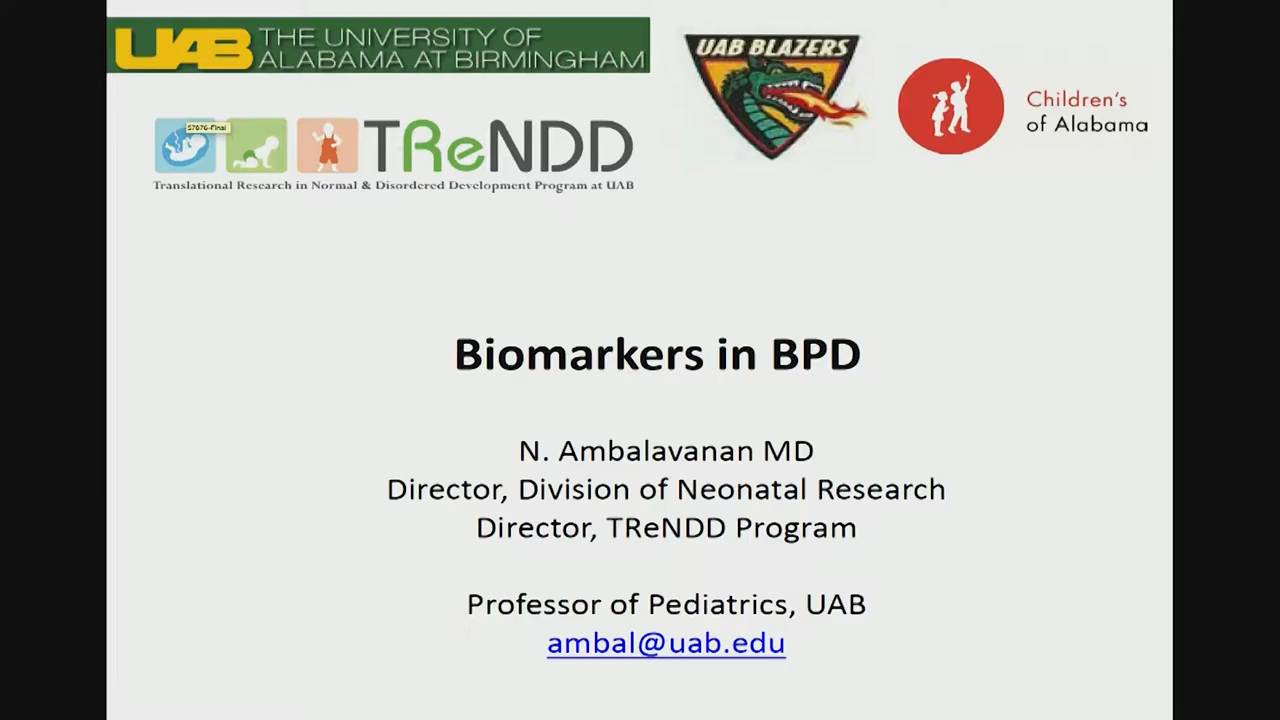 UAB THE UNIVERSITY OF
ALABAMA AT BIRMINGHAM
UAB BLAZERS
Children's
of Alabama
S7076-Final
TReNDD
Translational Research in Normal & Disordered Development Program at UAB
Biomarkers in BPD
N. Ambalavanan MD
Director, Division of Neonatal Research
Director, TReNDD Program
Professor of Pediatrics, UAB
ambal@uab.edu